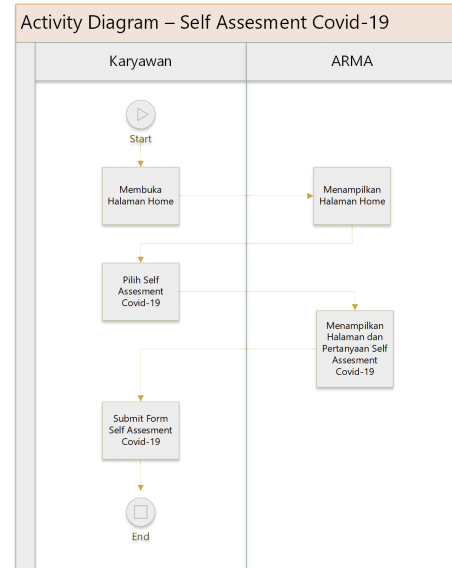 Activity Diagram – Self Assesment Covid-19
Karyawan
ARMA
Start
Membuka
Halaman Home
Menampilkan
Halaman Home
Pilih Self
Assesment
Covid-19
Menampilkan
Halaman dan
Pertanyaan Self
Assesment
Covid-19
Submit Form
Self Assesment
Covid-19
End